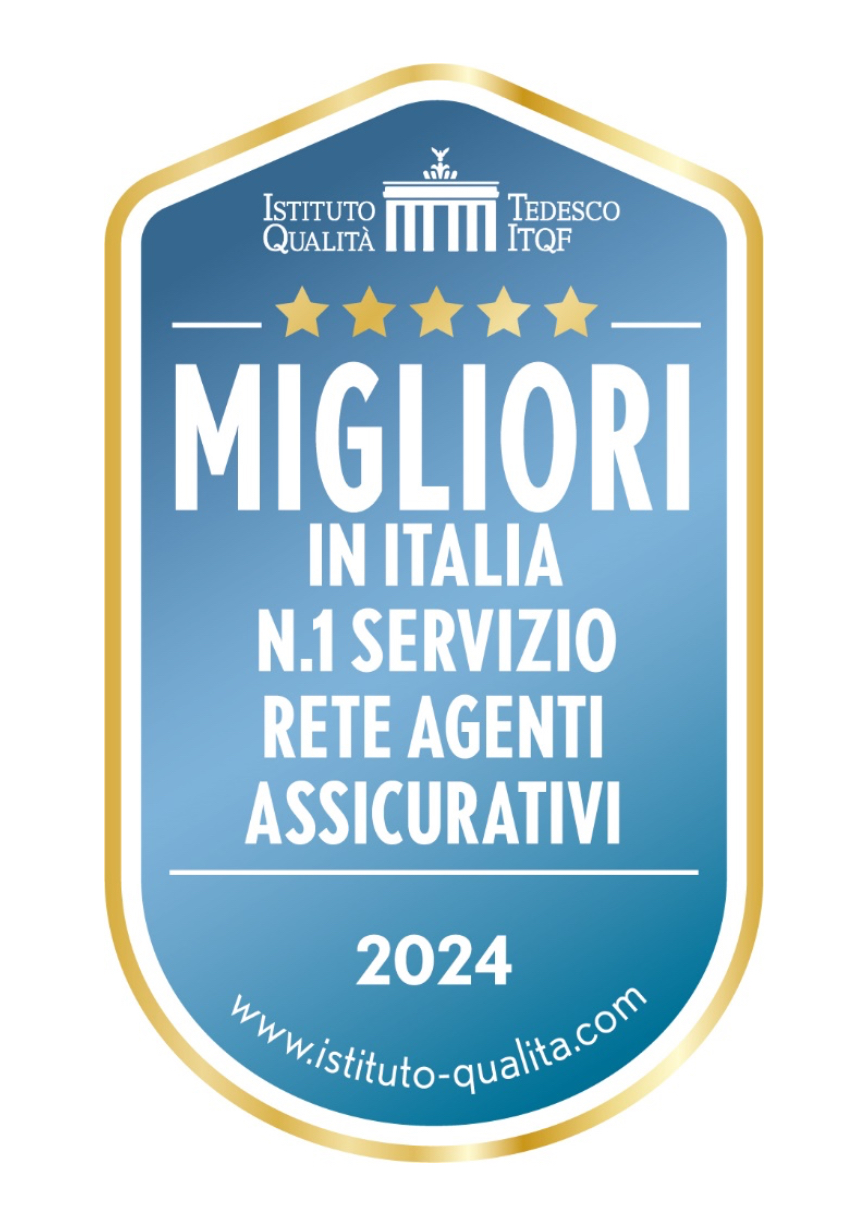 ISTITUTO TEDESCO
QUALITÀ ITQF
MIGLIORI
IN ITALIA
N.1 SERVIZIO
RETE AGENTI
ASSICURATIVI
2024
www.istituto-qualita.com